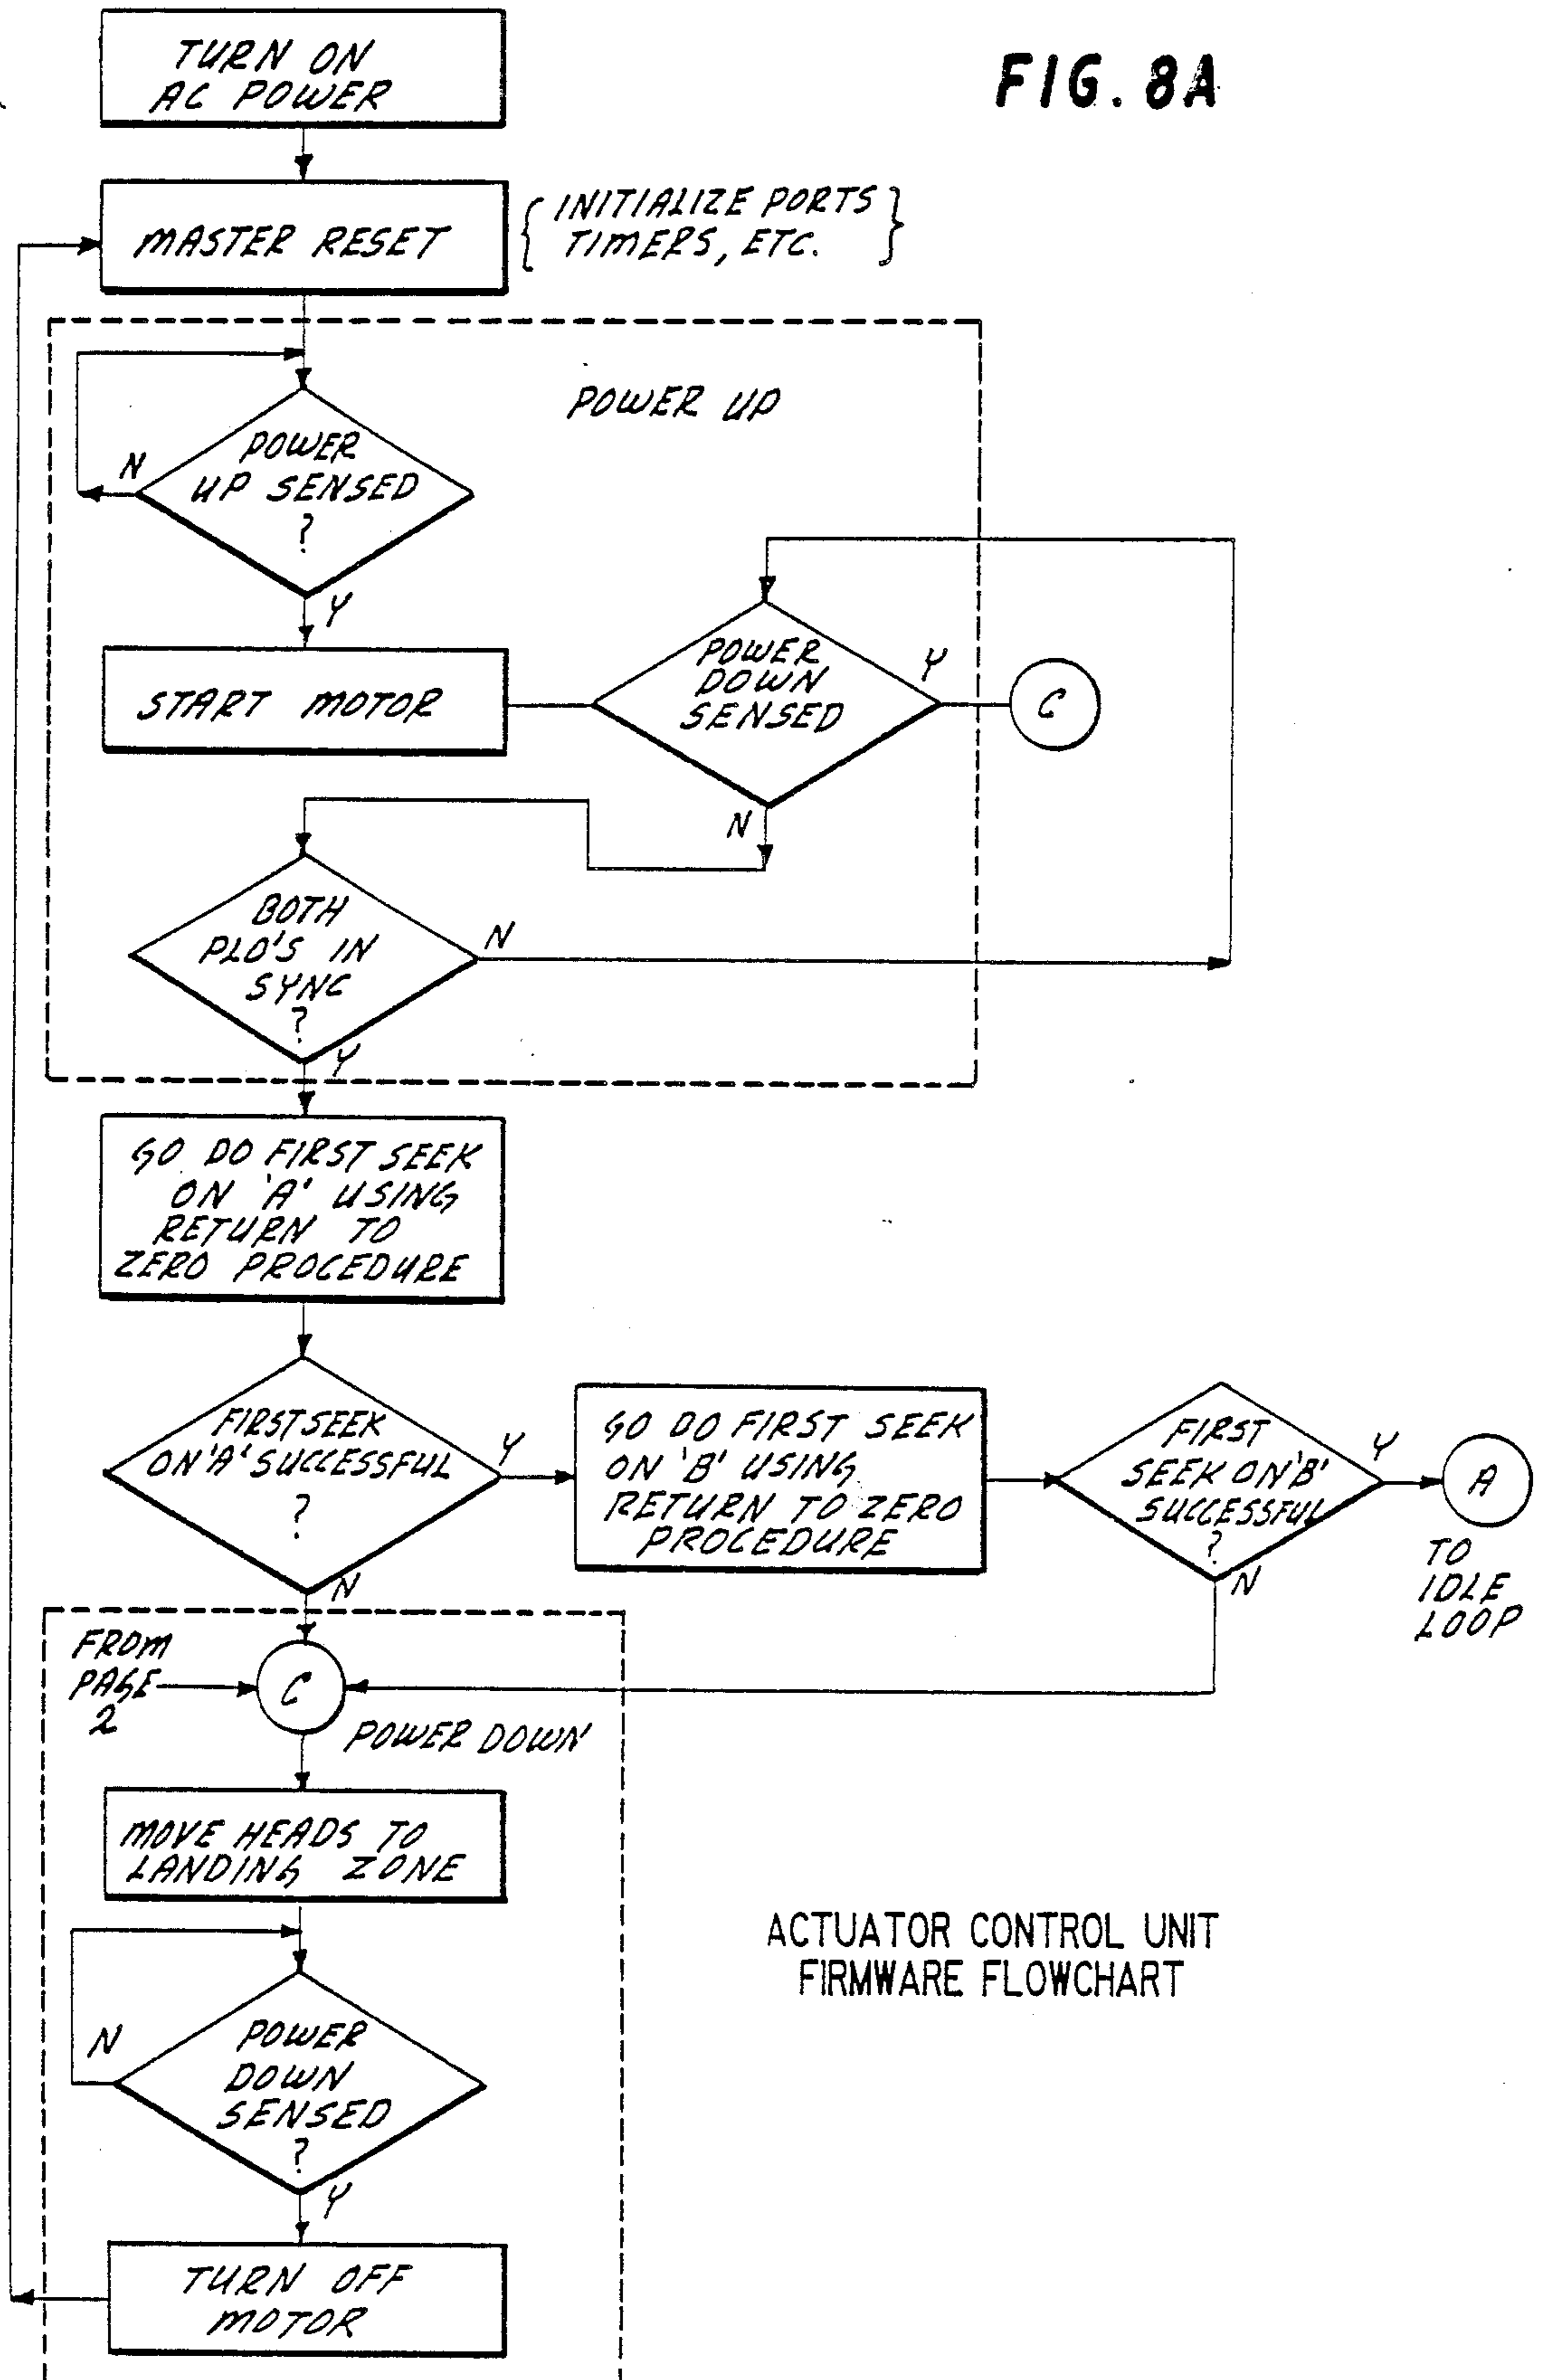 FIG. 8A
TURN ON
AC POWER
MASTER RESET
{ INITIALIZE PORTS }
TIMERS, ETC.
POWER UP
POWER
UP SENSED
?
N
Y
START MOTOR
POWER
DOWN
SENSED
Y
C
N
BOTH
PLO'S IN
SYNC
?
N
Y
GO DO FIRST SEEK
ON 'A' USING
RETURN TO
ZERO PROCEDURE
FIRST SEEK
ON 'A' SUCCESSFUL
?
Y
N
GO DO FIRST SEEK
ON 'B' USING
RETURN TO ZERO
PROCEDURE
FIRST
SEEK ON 'B'
SUCCESSFUL
?
Y
N
A
TO
IDLE
LOOP
FROM
PAGE
2
C
POWER DOWN
MOVE HEADS TO
LANDING ZONE
POWER
DOWN
SENSED
?
N
Y
TURN OFF
MOTOR
ACTUATOR CONTROL UNIT
FIRMWARE FLOWCHART